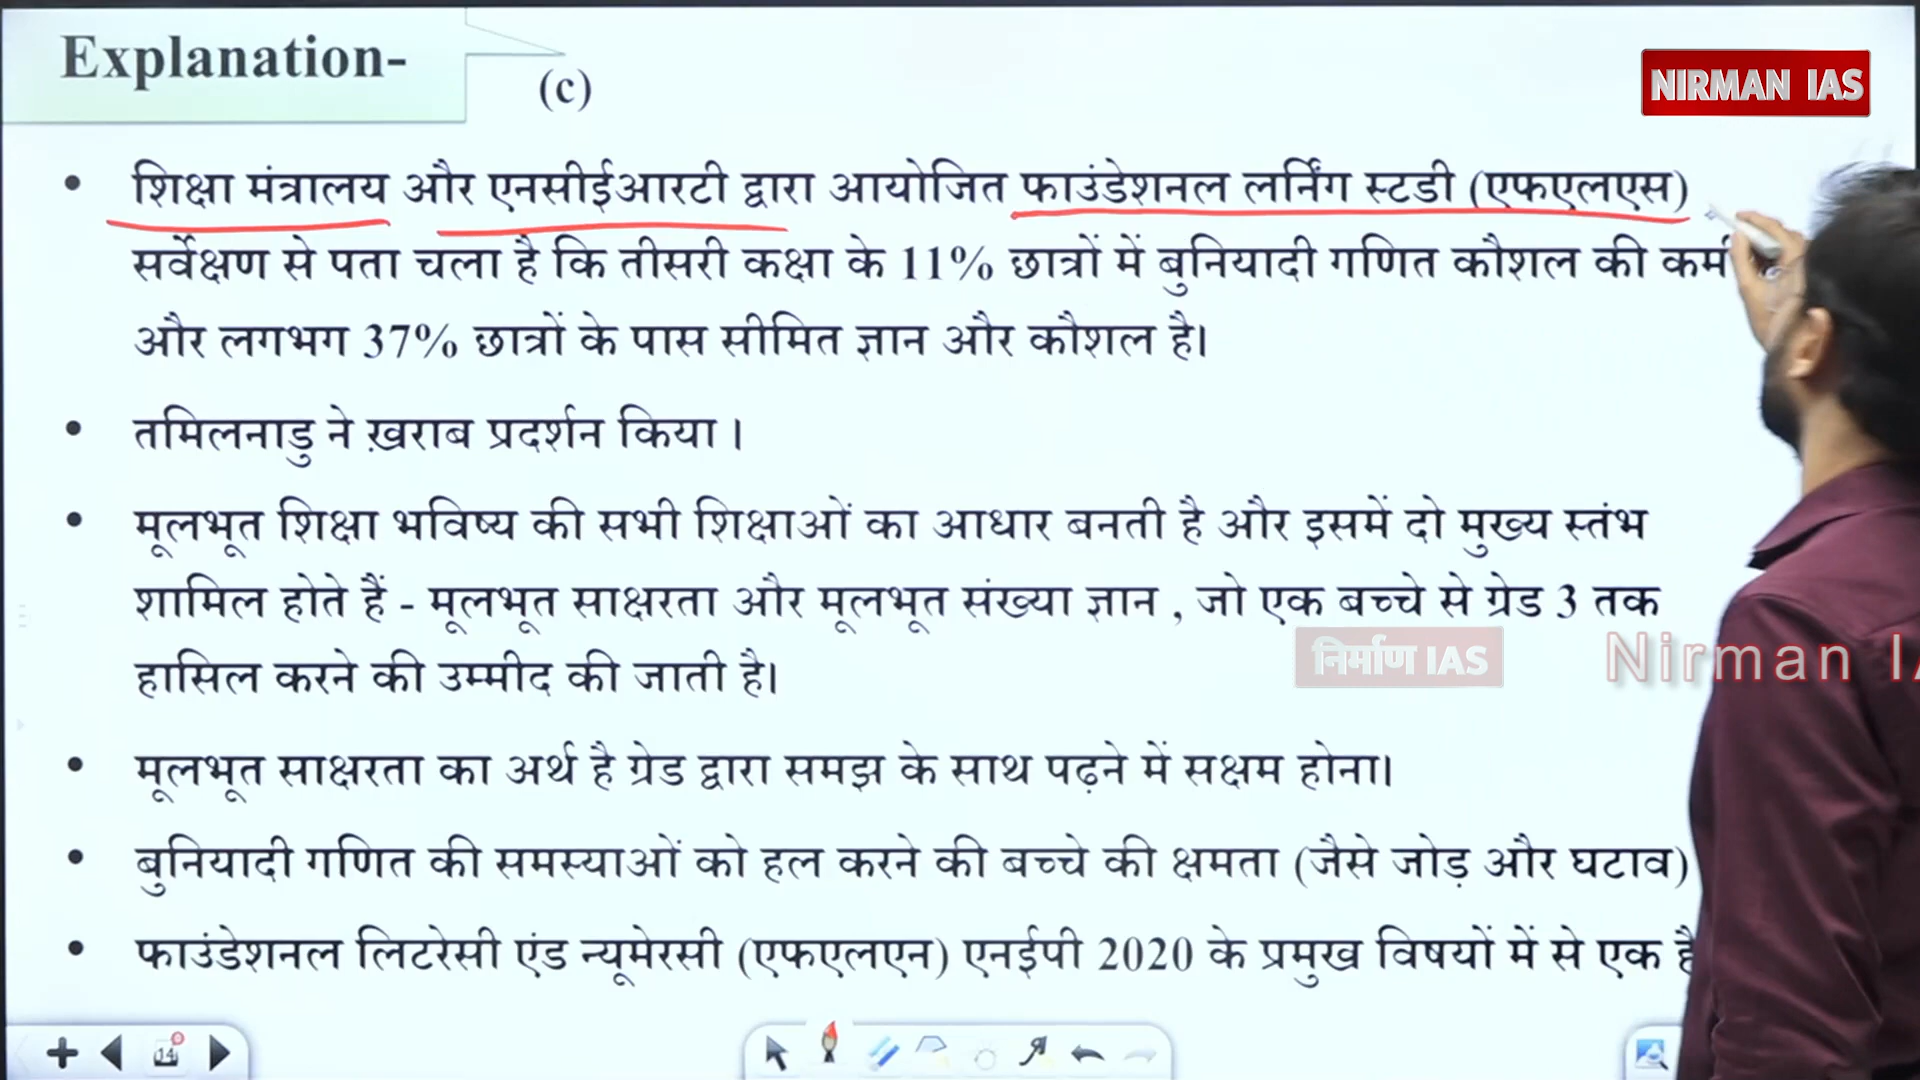 Explanation-
(c)
NIRMAN IAS
• शिक्षा मंत्रालय और एनसीईआरटी द्वारा आयोजित फाउंडेशनल लर्निंग स्टडी (एफएलएस)
सर्वेक्षण से पता चला है कि तीसरी कक्षा के 11% छात्रों में बुनियादी गणित कौशल की कमी
और लगभग 37% छात्रों के पास सीमित ज्ञान और कौशल है।
• तमिलनाडु ने ख़राब प्रदर्शन किया ।
• मूलभूत शिक्षा भविष्य की सभी शिक्षाओं का आधार बनती है और इसमें दो मुख्य स्तंभ
शामिल होते हैं - मूलभूत साक्षरता और मूलभूत संख्या ज्ञान , जो एक बच्चे से ग्रेड 3 तक
निर्माण IAS
Nirman IA
हासिल करने की उम्मीद की जाती है।
• मूलभूत साक्षरता का अर्थ है ग्रेड द्वारा समझ के साथ पढ़ने में सक्षम होना।
• बुनियादी गणित की समस्याओं को हल करने की बच्चे की क्षमता (जैसे जोड़ और घटाव)
• फाउंडेशनल लिटरेसी एंड न्यूमेरसी (एफएलएन) एनईपी 2020 के प्रमुख विषयों में से एक है
14